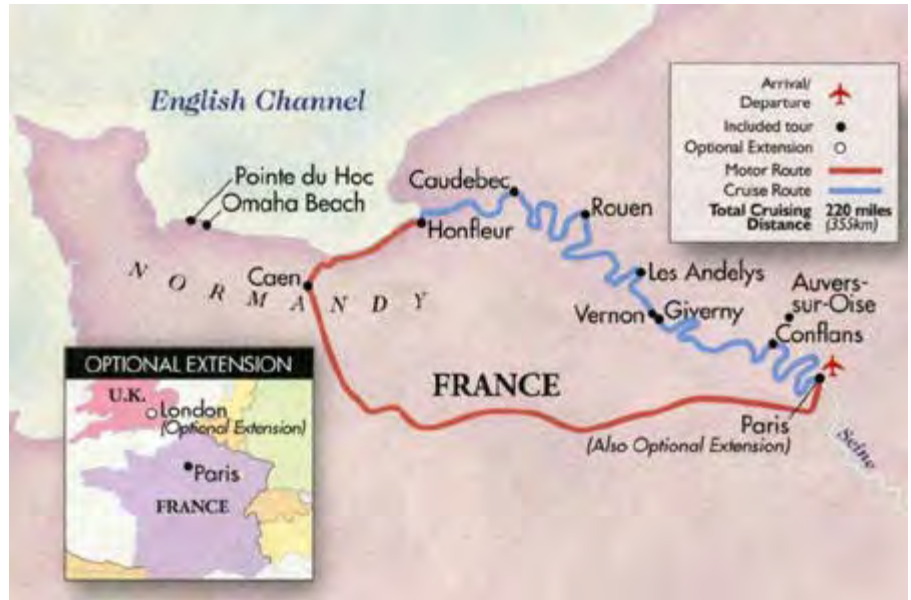 English Channel
Pointe du Hoc
Omaha Beach
Caudebec
Rouen
Honfleur
Caen
NORMANDY
Les Andelys
Vernon
Giverny
Auvers-
sur-Oise
Conflans
FRANCE
Paris
(Also Optional Extension)
Seine
Arrival/
Departure
Included tour
Optional Extension
Motor Route
Cruise Route
Total Cruising 220 miles
Distance (355km)
OPTIONAL EXTENSION
U.K.
London
(Optional Extension)
Paris
FRANCE